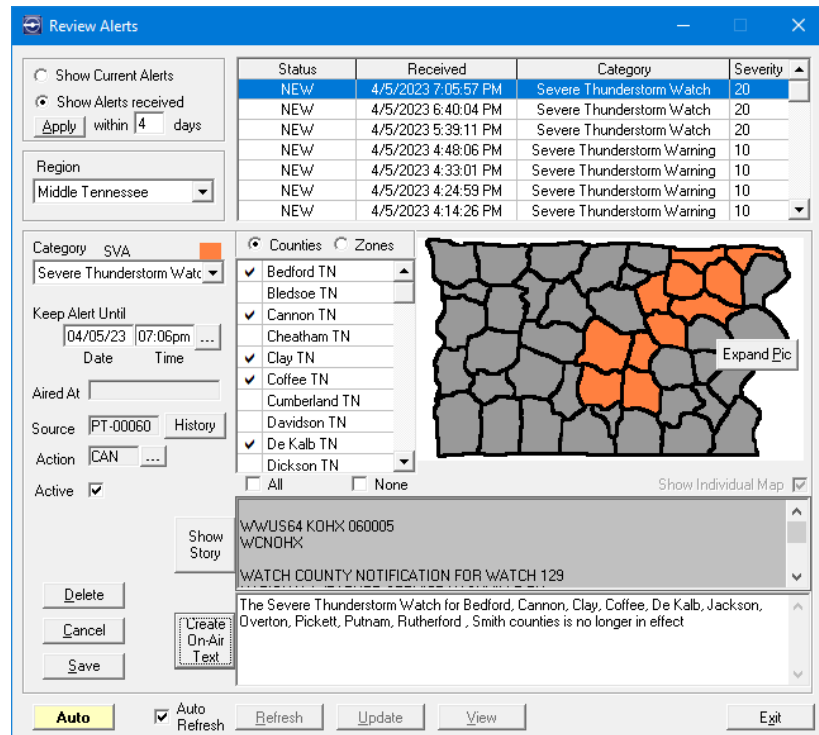 Review Alerts
Show Current Alerts
Show Alerts received
Apply within 4 days
Status Received Category Severity
NEW 4/5/2023 7:05:57 PM Severe Thunderstorm Watch 20
NEW 4/5/2023 6:40:04 PM Severe Thunderstorm Watch 20
NEW 4/5/2023 5:39:11 PM Severe Thunderstorm Watch 20
NEW 4/5/2023 4:48:06 PM Severe Thunderstorm Warning 10
NEW 4/5/2023 4:33:01 PM Severe Thunderstorm Warning 10
NEW 4/5/2023 4:24:59 PM Severe Thunderstorm Warning 10
NEW 4/5/2023 4:14:26 PM Severe Thunderstorm Warning 10
Region
Middle Tennessee
Category SVA
Severe Thunderstorm Watc
Keep Alert Until
04/05/23 07:06pm ...
Date Time
Aired At
Source PT-00060 History
Action CAN ...
Active
Counties Zones
Bedford TN
Bledsoe TN
Cannon TN
Cheatham TN
Clay TN
Coffee TN
Cumberland TN
Davidson TN
De Kalb TN
Dickson TN
All None
Expand Pic
Show Individual Map
Show Story
WWUS64 KOHX 060005
WCNOHX
WATCH COUNTY NOTIFICATION FOR WATCH 129
Delete
Cancel
Save
Create On-Air Text
The Severe Thunderstorm Watch for Bedford, Cannon, Clay, Coffee, De Kalb, Jackson,
Overton, Pickett, Putnam, Rutherford , Smith counties is no longer in effect
Auto
Auto Refresh
Refresh Update View Exit